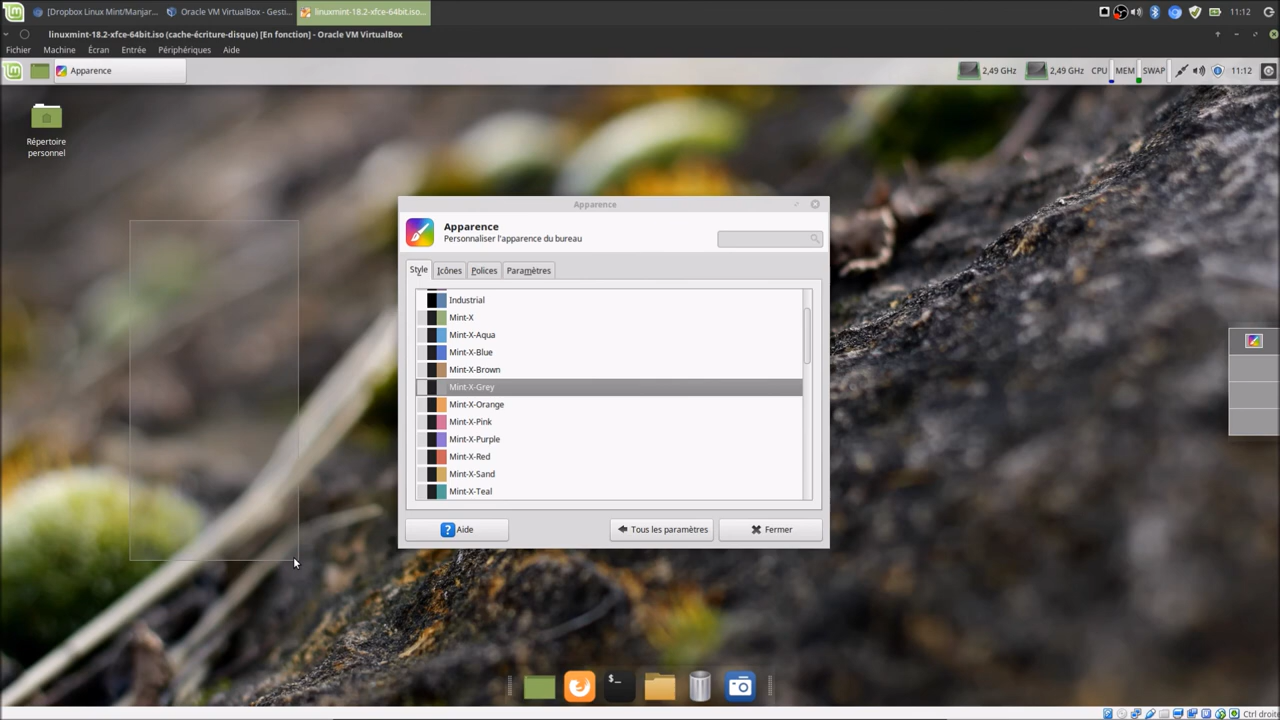 [Dropbox Linux Mint/Manjar...
Oracle VM VirtualBox - Gesti...
linuxmint-18.2-xfce-64bit.iso...
11:12
linuxmint-18.2-xfce-64bit.iso (cache-écriture-disque) [En fonction] - Oracle VM VirtualBox
Fichier Machine Écran Entrée Périphériques Aide
Apparence
2,49 GHz 2,49 GHz CPU MEM SWAP 11:12
Répertoire
personnel
Apparence
Apparence
Personnaliser l'apparence du bureau
Style Icônes Polices Paramètres
Industrial
Mint-X
Mint-X-Aqua
Mint-X-Blue
Mint-X-Brown
Mint-X-Grey
Mint-X-Orange
Mint-X-Pink
Mint-X-Purple
Mint-X-Red
Mint-X-Sand
Mint-X-Teal
? Aide Tous les paramètres Fermer
$_
Ctrl droite